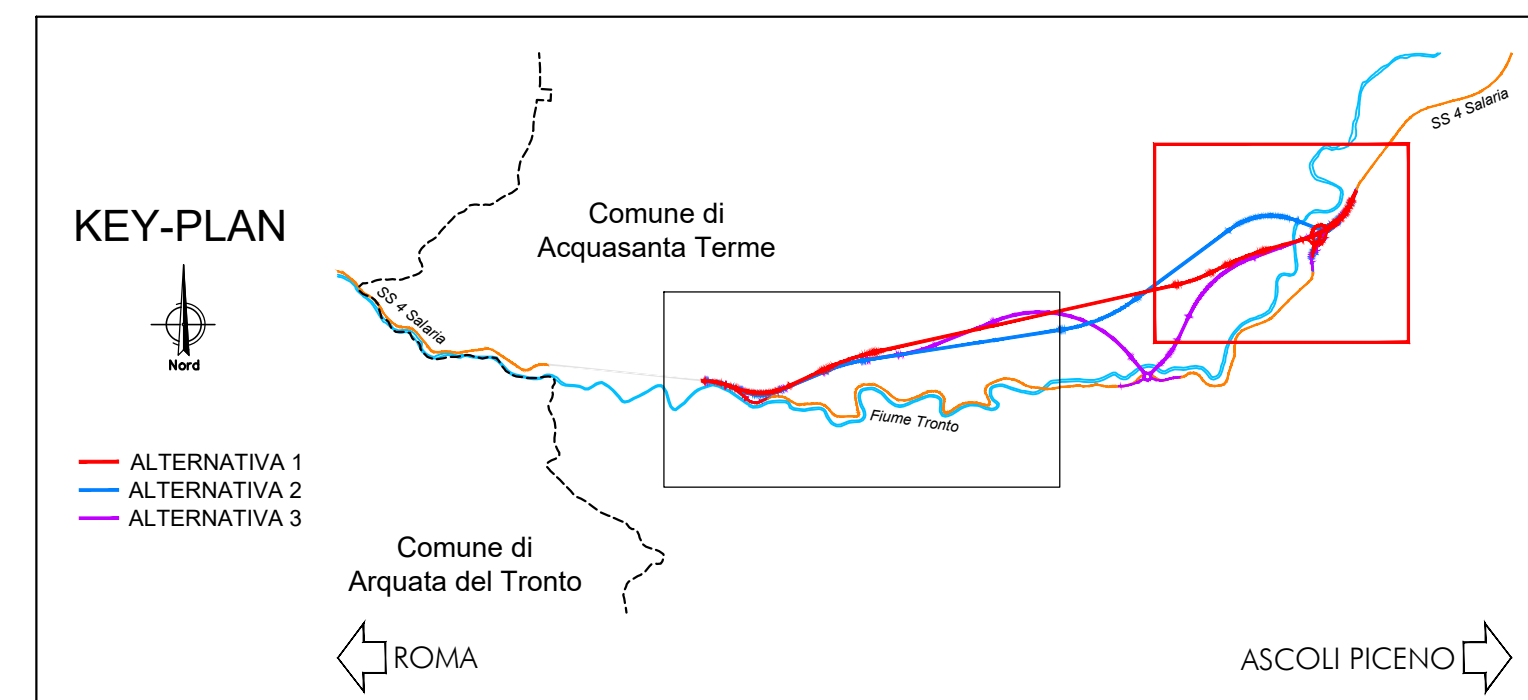 SS 4 Salaria
KEY-PLAN
Comune di
Acquasanta Terme
SS 4 Salaria
Nord
Fiume Tronto
ALTERNATIVA 1
ALTERNATIVA 2
ALTERNATIVA 3
Comune di
Arquata del Tronto
ROMA
ASCOLI PICENO